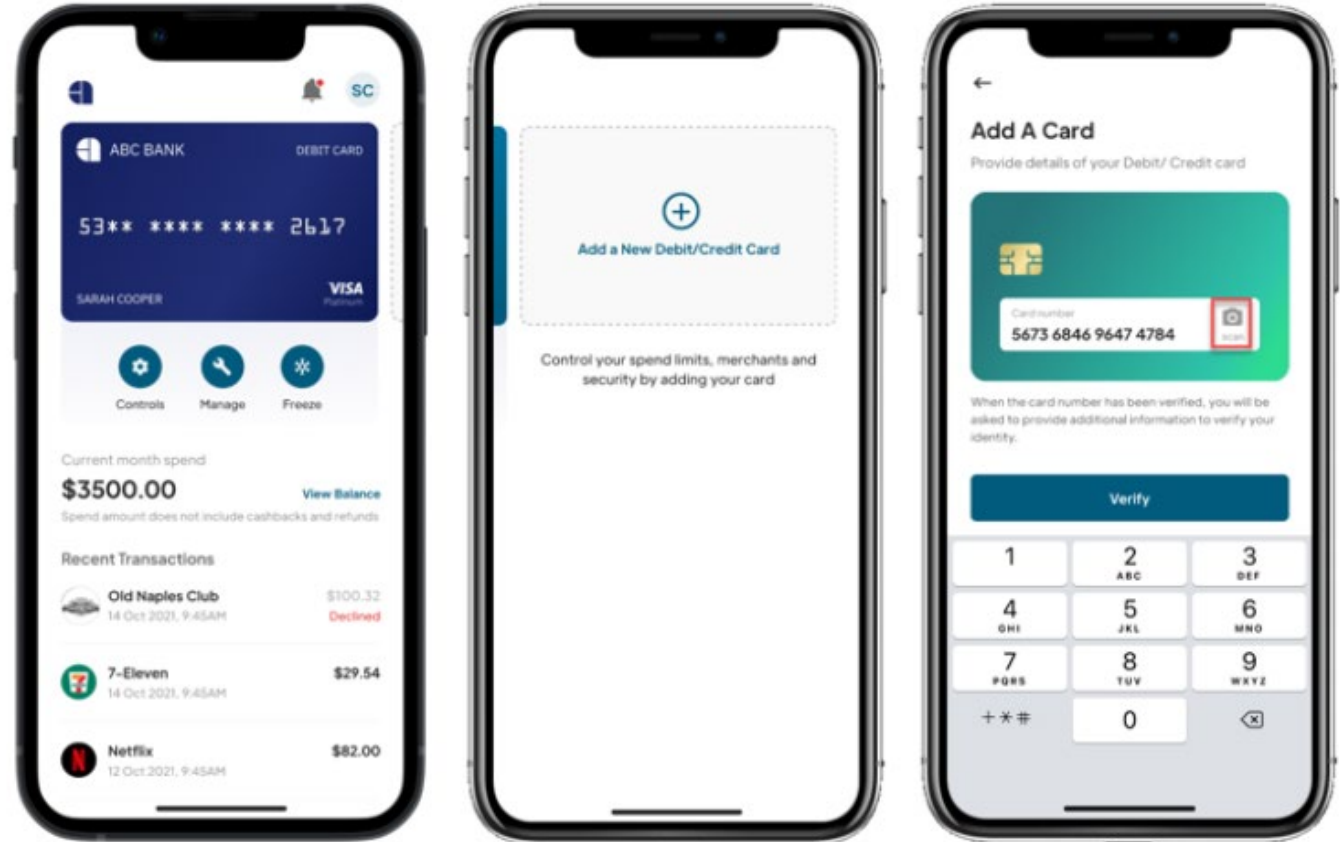 SC
ABC BANK
DEBIT CARD
53** **** **** 2617
SARAH COOPER
VISA
Platinum
Controls
Manage
Freeze
Current month spend
$3500.00
View Balance
Spend amount does not include cashbacks and refunds
Recent Transactions
Old Naples Club
$100.32
14 Oct 2021, 9:45AM
Declined
7-Eleven
$29.54
14 Oct 2021, 9:45AM
Netflix
$82.00
12 Oct 2021, 9:45AM
Add a New Debit/Credit Card
Control your spend limits, merchants and
security by adding your card
Add A Card
Provide details of your Debit/ Credit card
Card number
5673 6846 9647 4784
scan
When the card number has been verified, you will be
asked to provide additional information to verify your
identity.
Verify
1
2
ABC
3
DEF
4
GHI
5
JKL
6
MNO
7
PQRS
8
TUV
9
WXYZ
+*#
0